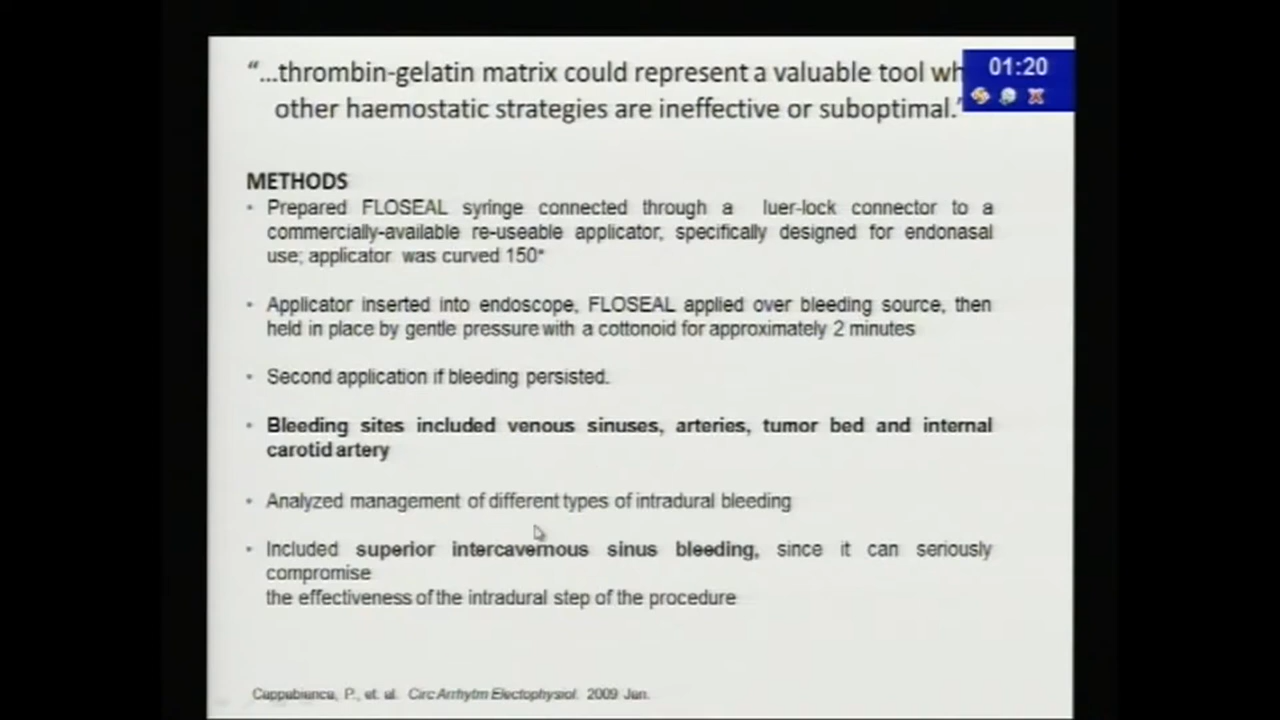 “...thrombin-gelatin matrix could represent a valuable tool wh
01:20
other haemostatic strategies are ineffective or suboptimal.”
METHODS
• Prepared FLOSEAL syringe connected through a luer-lock connector to a
commercially-available re-useable applicator, specifically designed for endonasal
use; applicator was curved 150°
• Applicator inserted into endoscope, FLOSEAL applied over bleeding source, then
held in place by gentle pressure with a cottonoid for approximately 2 minutes
• Second application if bleeding persisted.
• Bleeding sites included venous sinuses, arteries, tumor bed and internal
carotid artery
• Analyzed management of different types of intradural bleeding
• Included superior intercavernous sinus bleeding, since it can seriously
compromise
the effectiveness of the intradural step of the procedure
P., et. al. Circ Arrhytm Electophysiol. 2009 Jun.